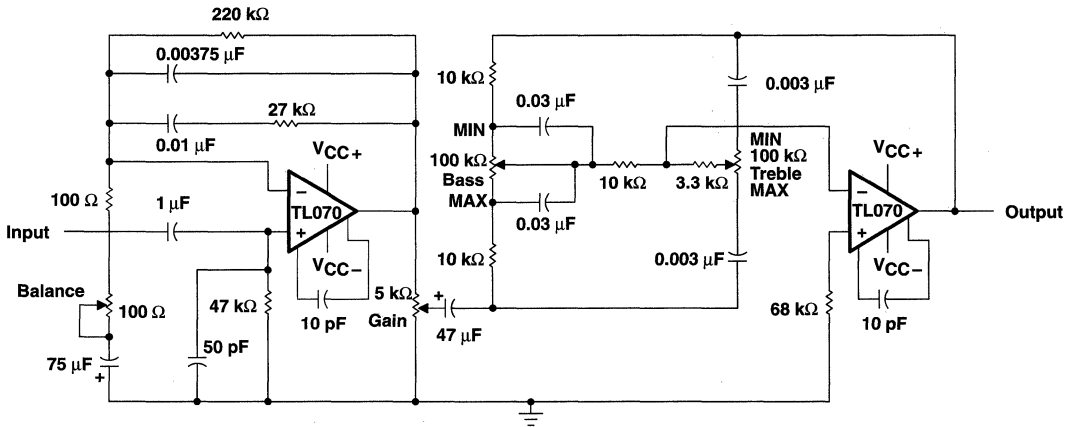 220 kΩ
0.00375 μF
27 kΩ
0.01 μF
VCC+
100 Ω
1 μF
TL070
−
+
Input
VCC−
Balance
100 Ω
47 kΩ
10 pF
50 pF
75 μF
+
5 kΩ
Gain
+
47 μF
10 kΩ
0.03 μF
MIN
100 kΩ
Bass
MAX
0.03 μF
10 kΩ
10 kΩ
3.3 kΩ
0.003 μF
MIN
100 kΩ
Treble
MAX
0.003 μF
VCC+
−
TL070
+
VCC−
Output
68 kΩ
10 pF